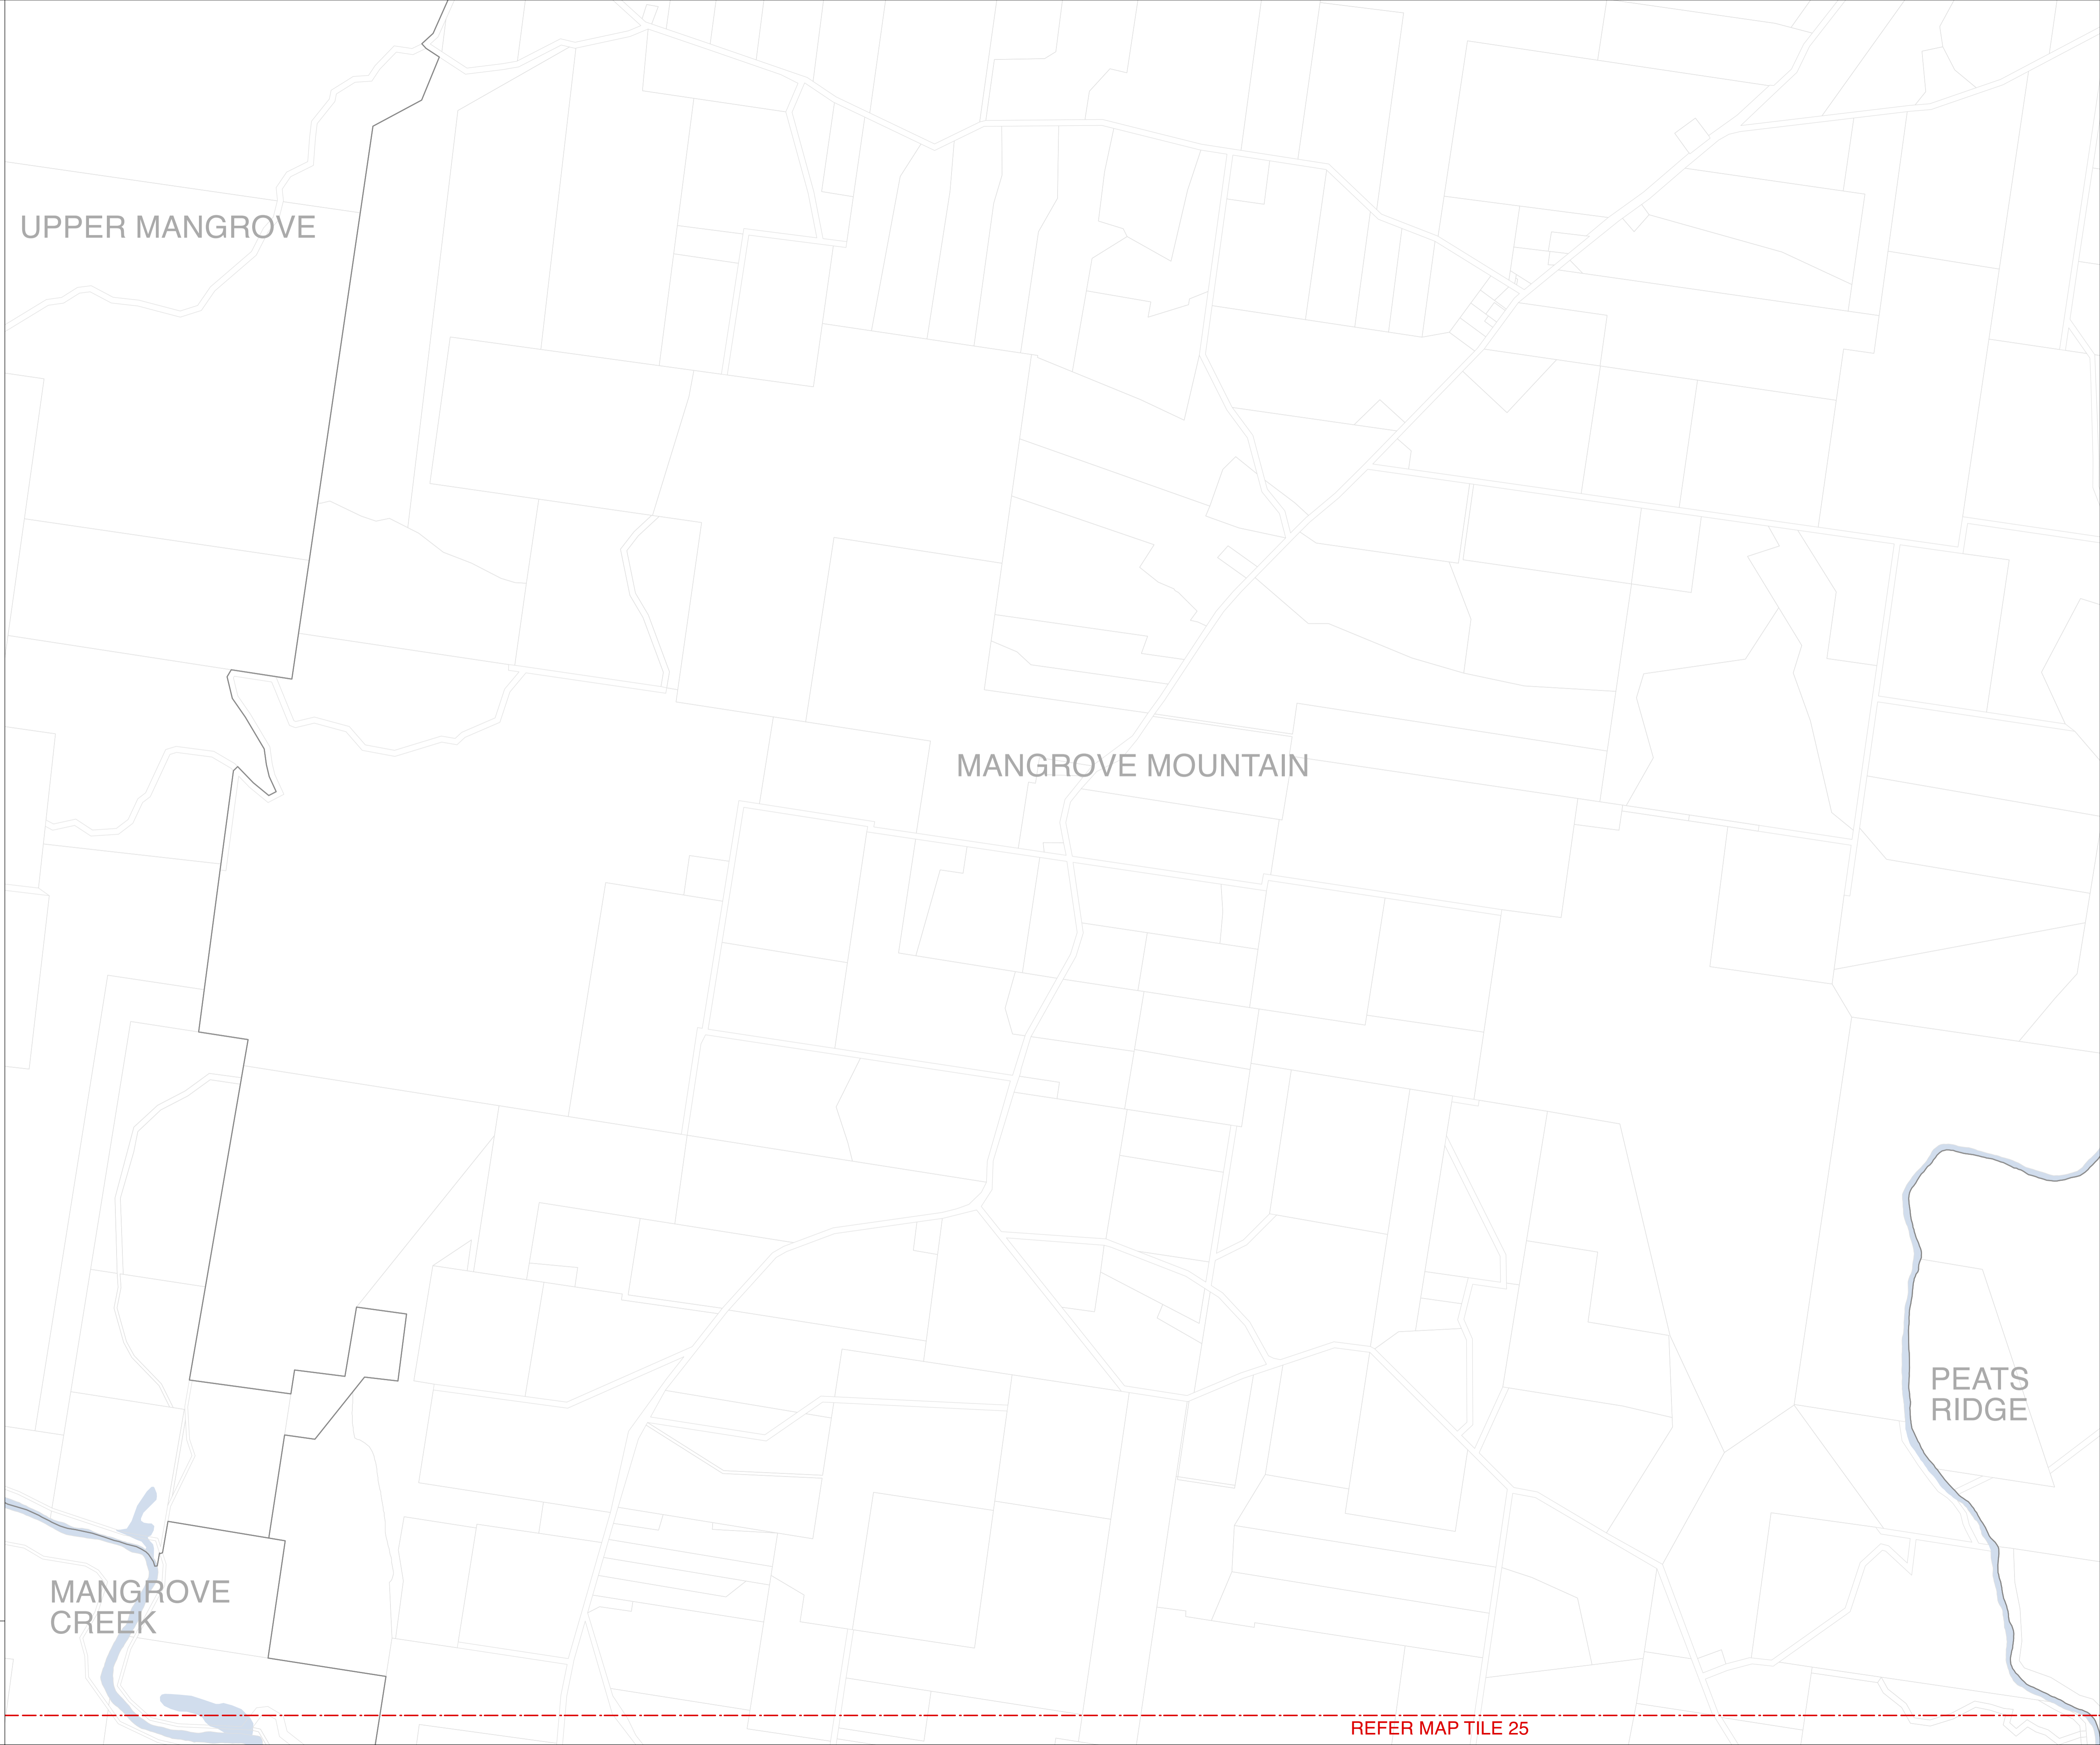 UPPER MANGROVE
MANGROVE MOUNTAIN
PEATS
RIDGE
MANGROVE
CREEK
REFER MAP TILE 25